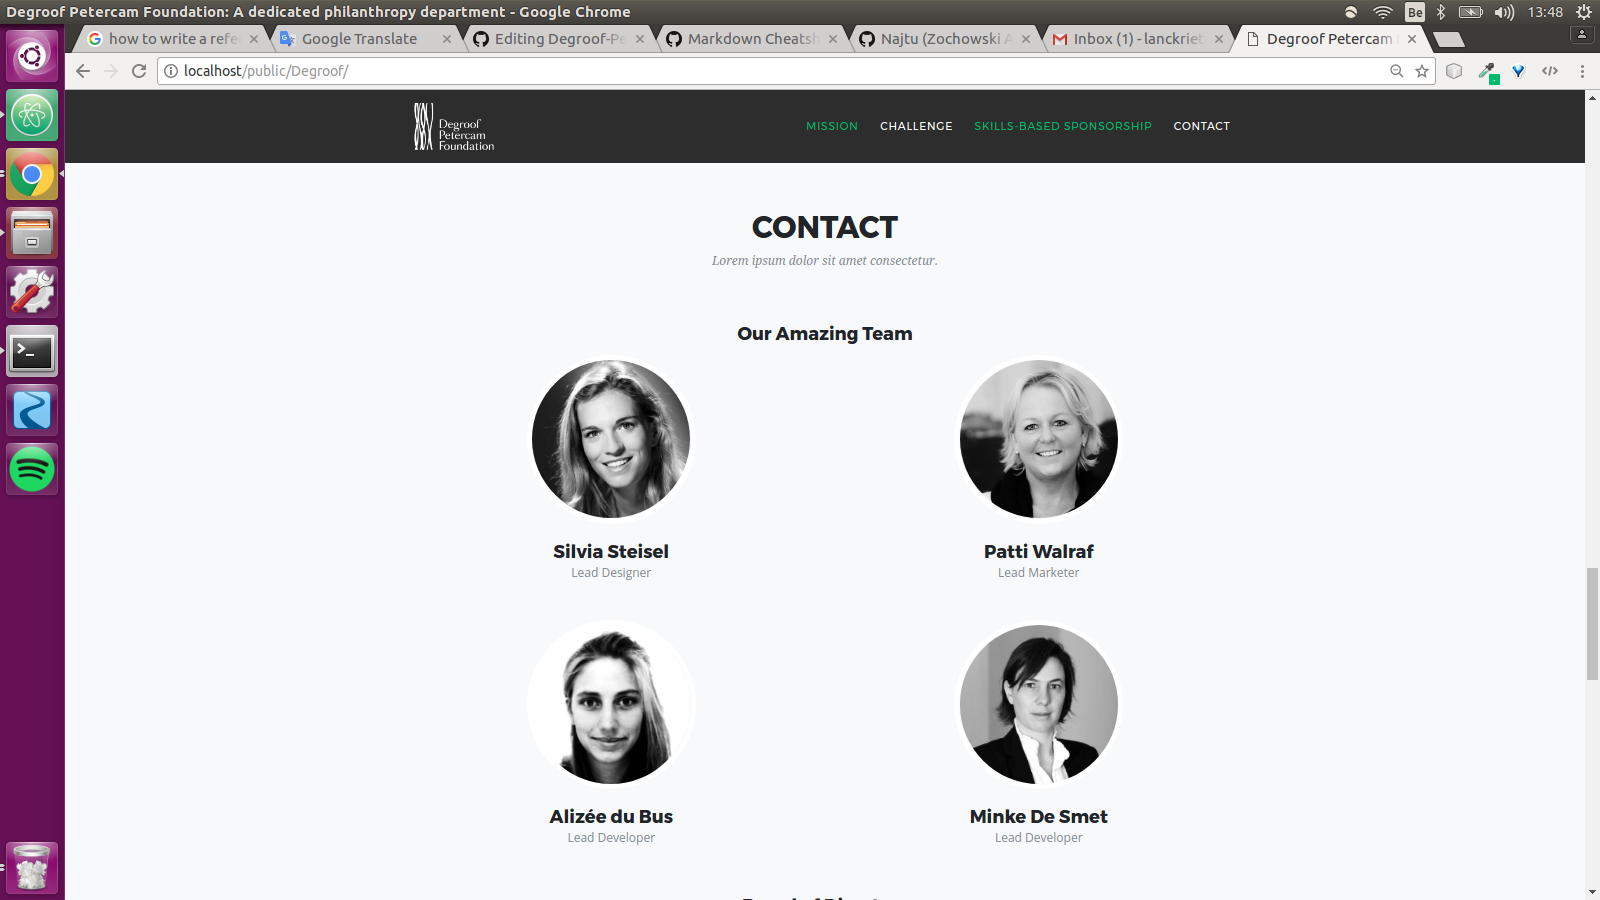 Degroof Petercam Foundation: A dedicated philanthropy department - Google Chrome
Be
13:48
how to write a refe
Google Translate
Editing Degroof-Pe
Markdown Cheatsh
Najtu (Zochowski A
Inbox (1) - lanckriet
Degroof Petercam
localhost/public/Degroof/
Degroof
Petercam
Foundation
MISSION
CHALLENGE
SKILLS-BASED SPONSORSHIP
CONTACT
CONTACT
Lorem ipsum dolor sit amet consectetur.
Our Amazing Team
Silvia Steisel
Lead Designer
Patti Walraf
Lead Marketer
Alizée du Bus
Lead Developer
Minke De Smet
Lead Developer